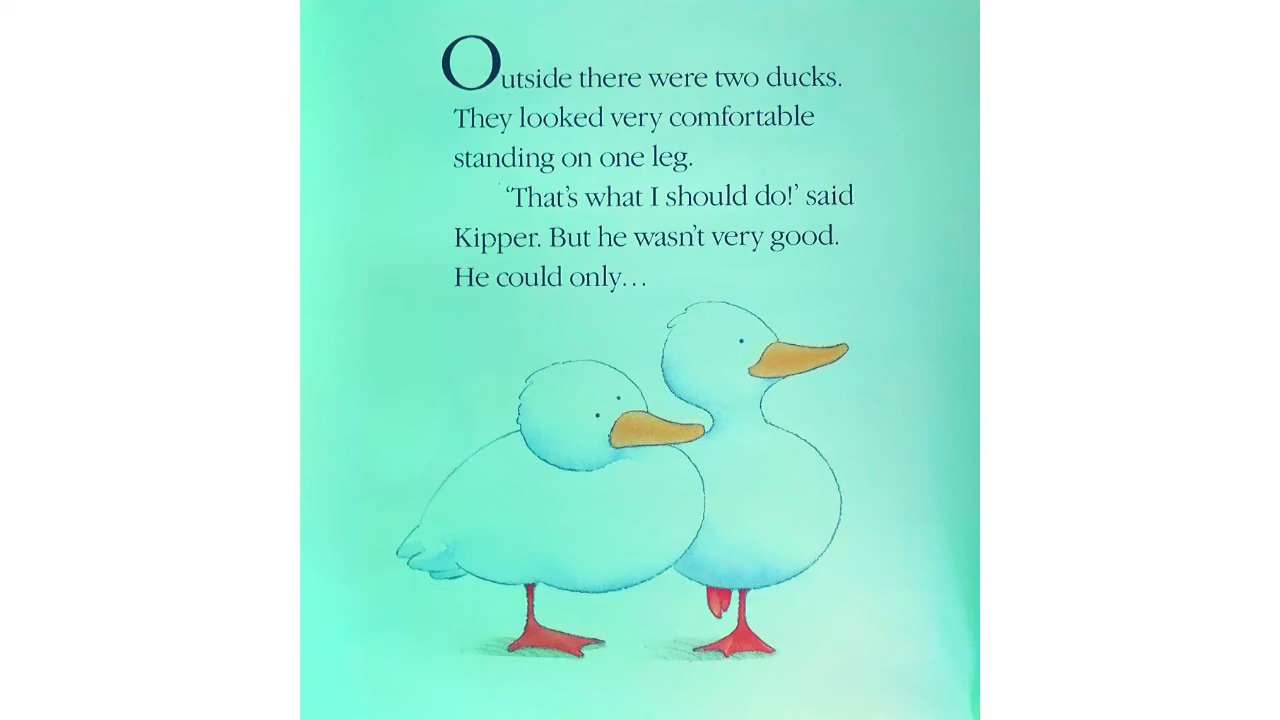 Outside there were two ducks.
They looked very comfortable
standing on one leg.
‘That’s what I should do!’ said
Kipper. But he wasn’t very good.
He could only…